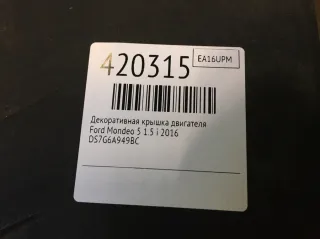 420315
EA16UPM
Декоративная крышка двигателя
Ford Mondeo 5 1.5 i 2016
DS7G6A949BC